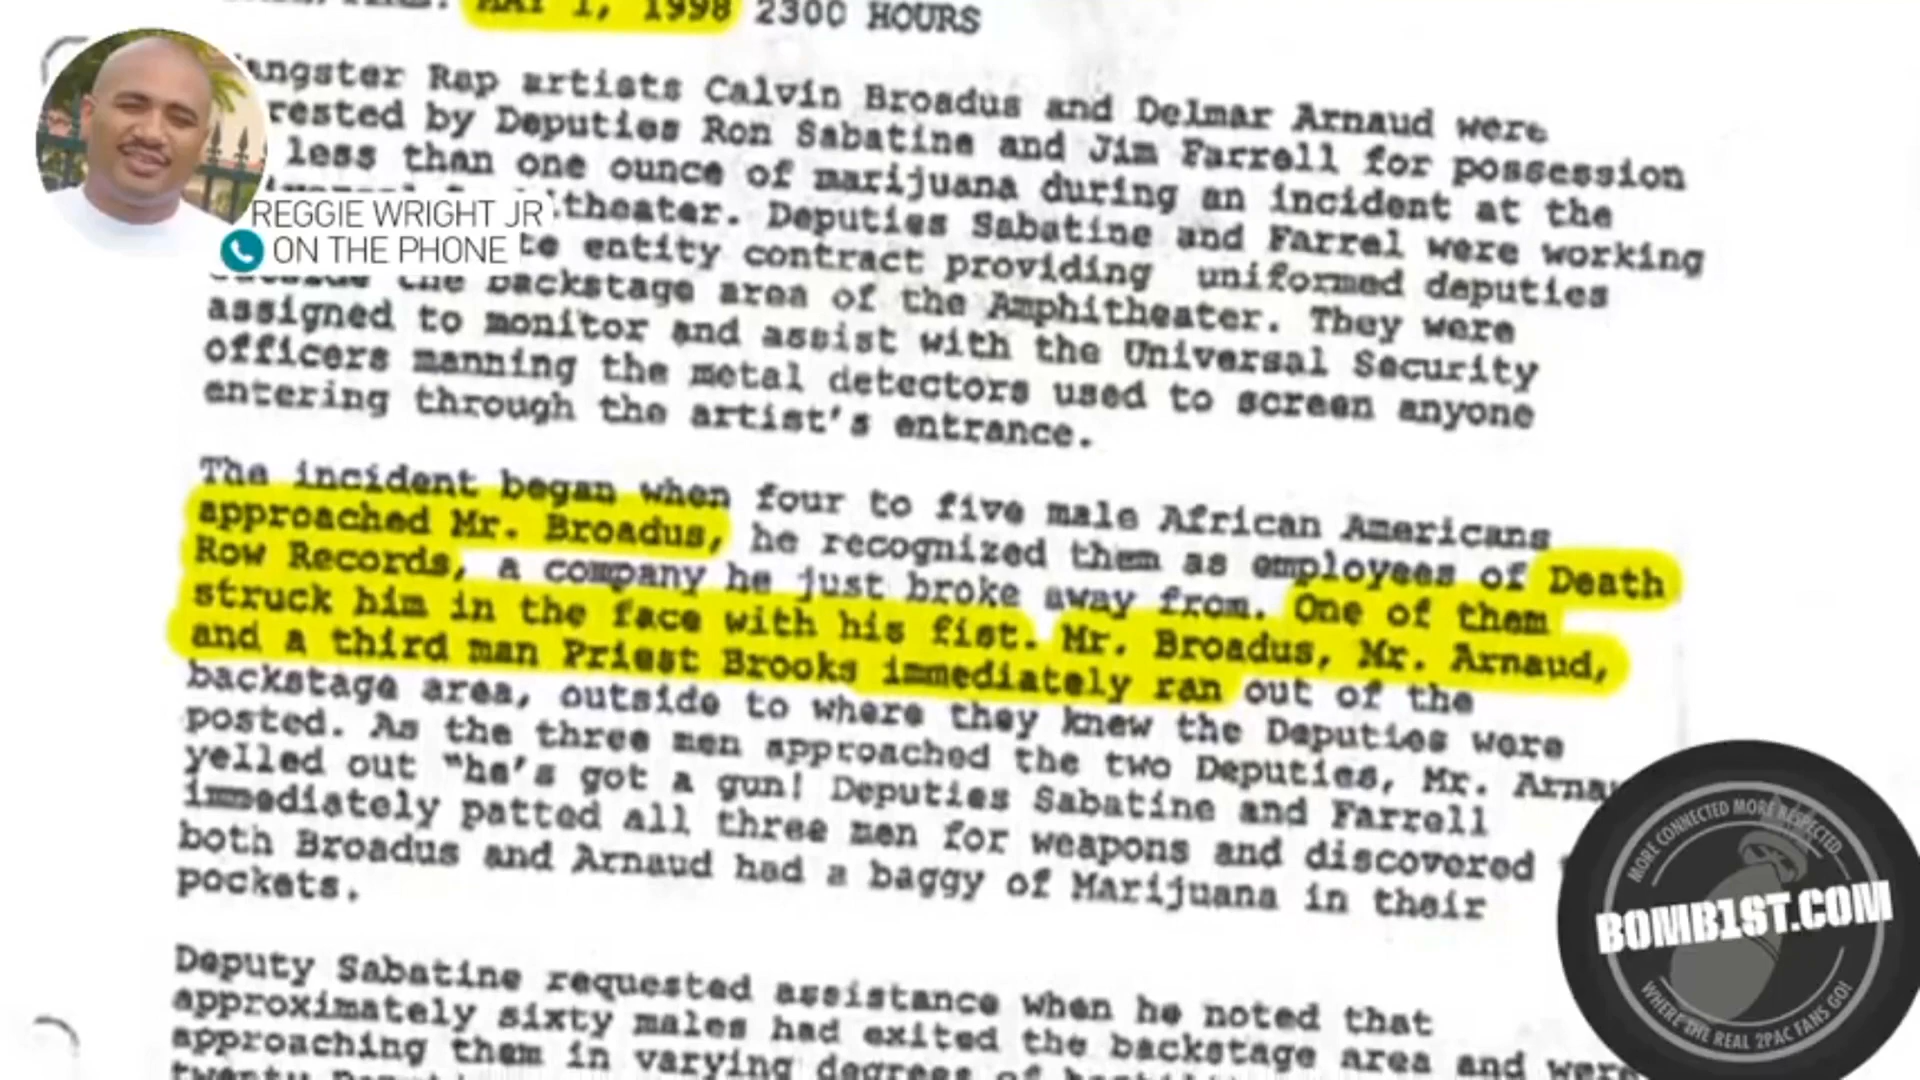 MAY 1, 1998 2300 HOURS
angster Rap artists Calvin Broadus and Delmar Arnaud were
rested by Deputies Ron Sabatine and Jim Farrell for possession
less than one ounce of marijuana during an incident at the
theater. Deputies Sabatine and Farrel were working
te entity contract providing uniformed deputies
outside the backstage area of the Amphitheater. They were
assigned to monitor and assist with the Universal Security
officers manning the metal detectors used to screen anyone
entering through the artist's entrance.
The incident began when four to five male African Americans
approached Mr. Broadus, he recognized them as employees of Death
Row Records, a company he just broke away from. One of them
struck him in the face with his fist. Mr. Broadus, Mr. Arnaud,
and a third man Priest Brooks immediately ran out of the
backstage area, outside to where they knew the Deputies were
posted. As the three men approached the two Deputies, Mr. Arnau
yelled out "he's got a gun! Deputies Sabatine and Farrell
immediately patted all three men for weapons and discovered
both Broadus and Arnaud had a baggy of Marijuana in their
pockets.
Deputy Sabatine requested assistance when he noted that
approximately sixty males had exited the backstage area and were
approaching them in varying degrees of
twenty
REGGIE WRIGHT JR
ON THE PHONE
MORE CONNECTED MORE RESPECTED
BOMB1ST.COM
WHERE THE REAL 2PAC FANS GO!